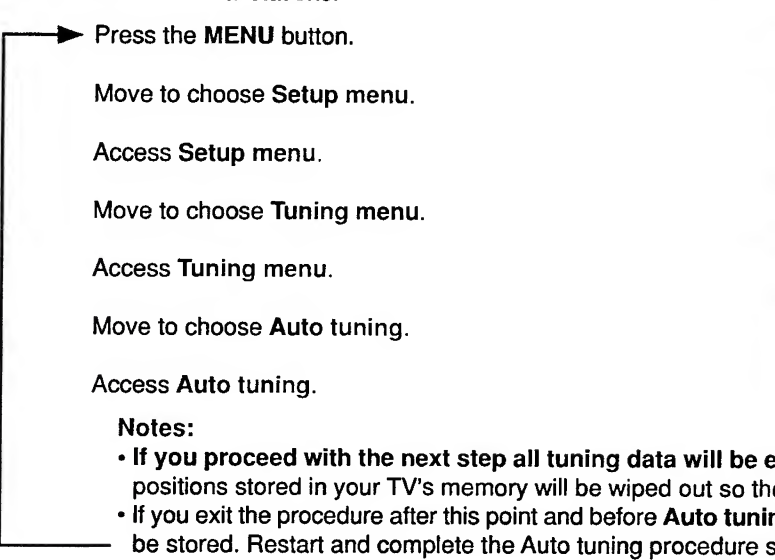 Press the MENU button.
Move to choose Setup menu.
Access Setup menu.
Move to choose Tuning menu.
Access Tuning menu.
Move to choose Auto tuning.
Access Auto tuning.
Notes:
• If you proceed with the next step all tuning data will be
positions stored in your TV's memory will be wiped out so
• If you exit the procedure after this point and before Auto
be stored. Restart and complete the Auto tuning procedure